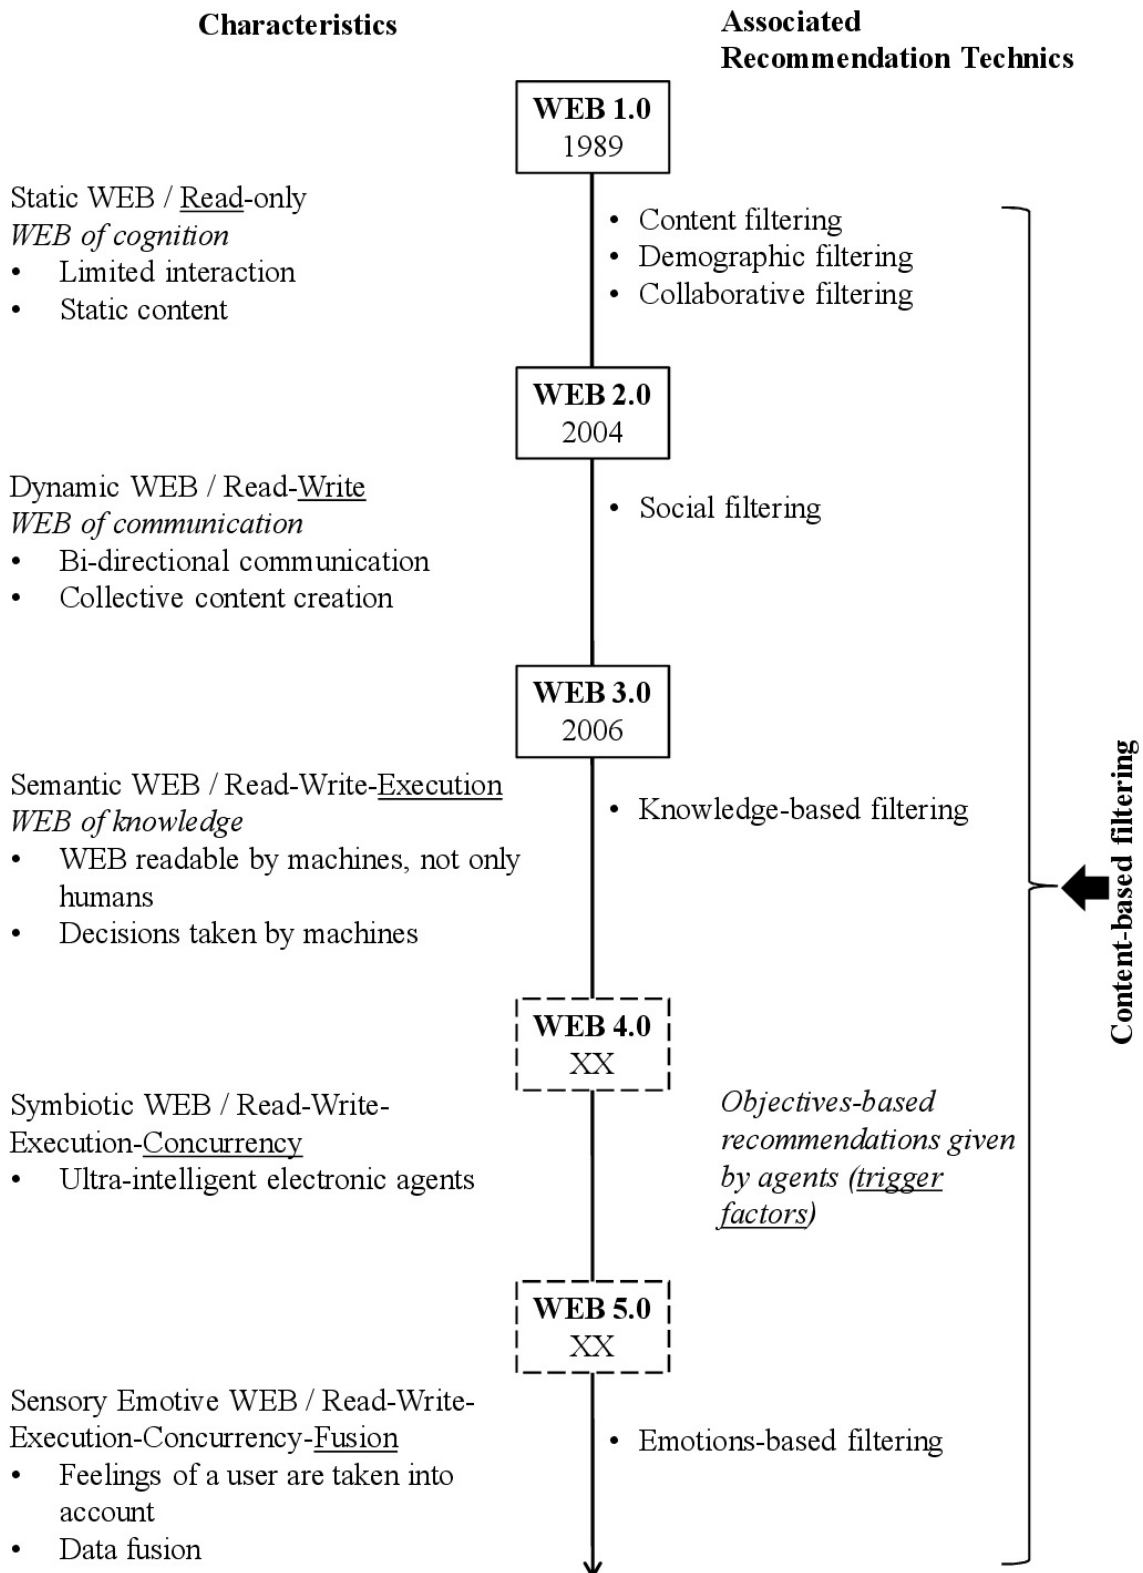 Characteristics
Associated
Recommendation Technics
WEB 1.0
1989
Static WEB / Read-only
WEB of cognition
• Limited interaction
• Static content
• Content filtering
• Demographic filtering
• Collaborative filtering
WEB 2.0
2004
Dynamic WEB / Read-Write
WEB of communication
• Bi-directional communication
• Collective content creation
• Social filtering
WEB 3.0
2006
Semantic WEB / Read-Write-Execution
WEB of knowledge
• WEB readable by machines, not only
humans
• Decisions taken by machines
• Knowledge-based filtering
Content-based filtering
WEB 4.0
XX
Symbiotic WEB / Read-Write-
Execution-Concurrency
• Ultra-intelligent electronic agents
Objectives-based
recommendations given
by agents (trigger
factors)
WEB 5.0
XX
Sensory Emotive WEB / Read-Write-
Execution-Concurrency-Fusion
• Feelings of a user are taken into
account
• Data fusion
• Emotions-based filtering